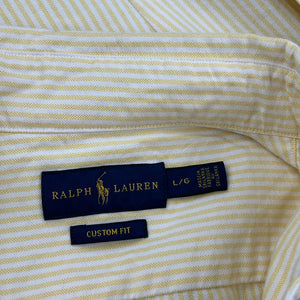 RALPH LAUREN
L/G
CUSTOM FIT